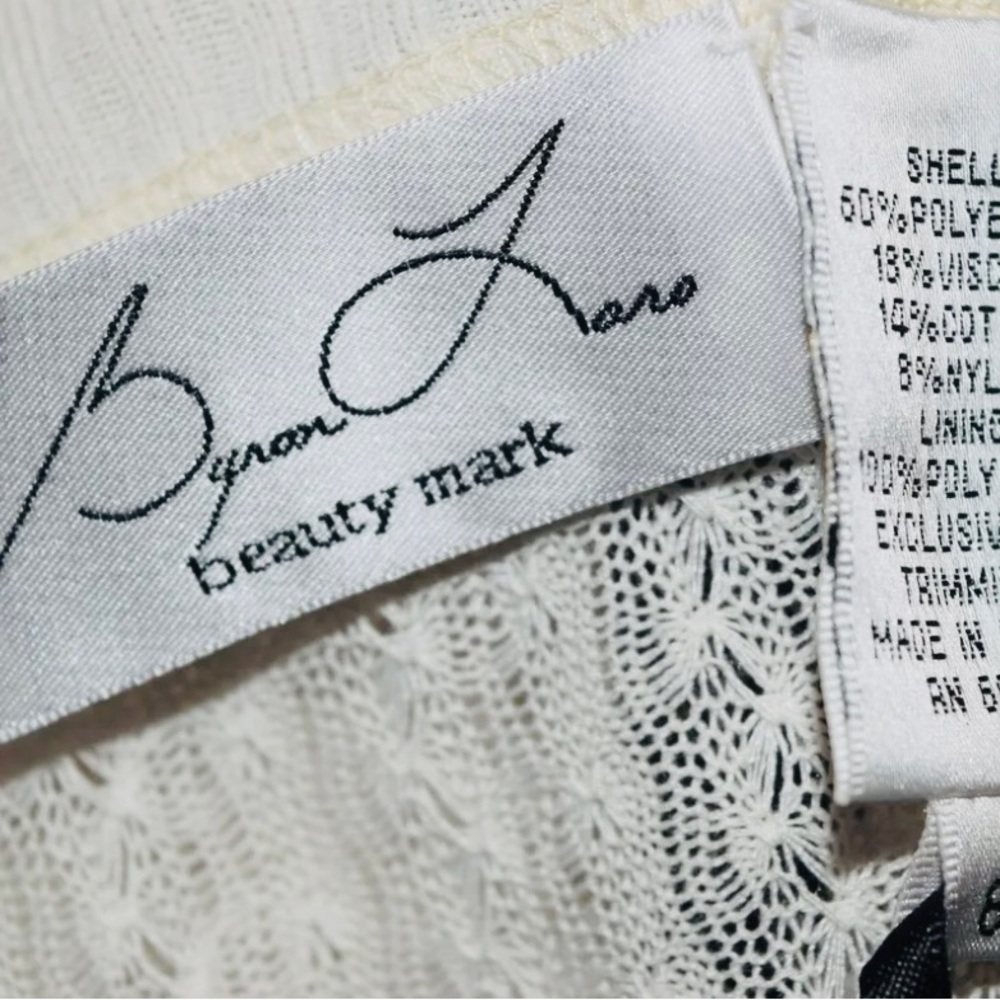 Byron Lars
beauty mark
SHELL
60%POLYE
18%VISC
14%COT
8%NYL
LINING
100%POLY
EXCLUSIV
TRIMMI
MADE IN
RN 6